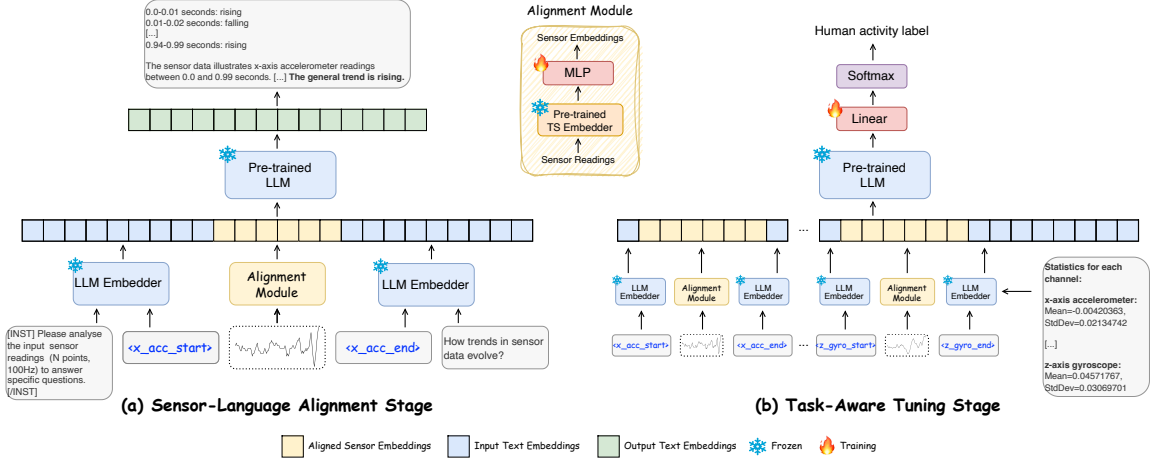 0.0-0.01 seconds: rising
0.01-0.02 seconds: falling
[...]
0.94-0.99 seconds: rising
The sensor data illustrates x-axis accelerometer readings
between 0.0 and 0.99 seconds. [...] The general trend is rising.
Pre-trained
LLM
LLM Embedder
Alignment
Module
LLM Embedder
[INST] Please analyse
the input sensor
readings (N points,
100Hz) to answer
specific questions.
[/INST]
<x_acc_start>
<x_acc_end>
How trends in sensor
data evolve?
(a) Sensor-Language Alignment Stage
Alignment Module
Sensor Embeddings
MLP
Pre-trained
TS Embedder
Sensor Readings
Human activity label
Softmax
Linear
Pre-trained
LLM
...
LLM
Embedder
Alignment
Module
LLM
Embedder
LLM
Embedder
Alignment
Module
LLM
Embedder
<x_acc_start>
<x_acc_end>
...
<z_gyro_start>
<z_gyro_end>
Statistics for each
channel:
x-axis accelerometer:
Mean=-0.00420363,
StdDev=0.02134742
[...]
z-axis gyroscope:
Mean=0.04571767,
StdDev=0.03069701
(b) Task-Aware Tuning Stage
Aligned Sensor Embeddings
Input Text Embeddings
Output Text Embeddings
Frozen
Training